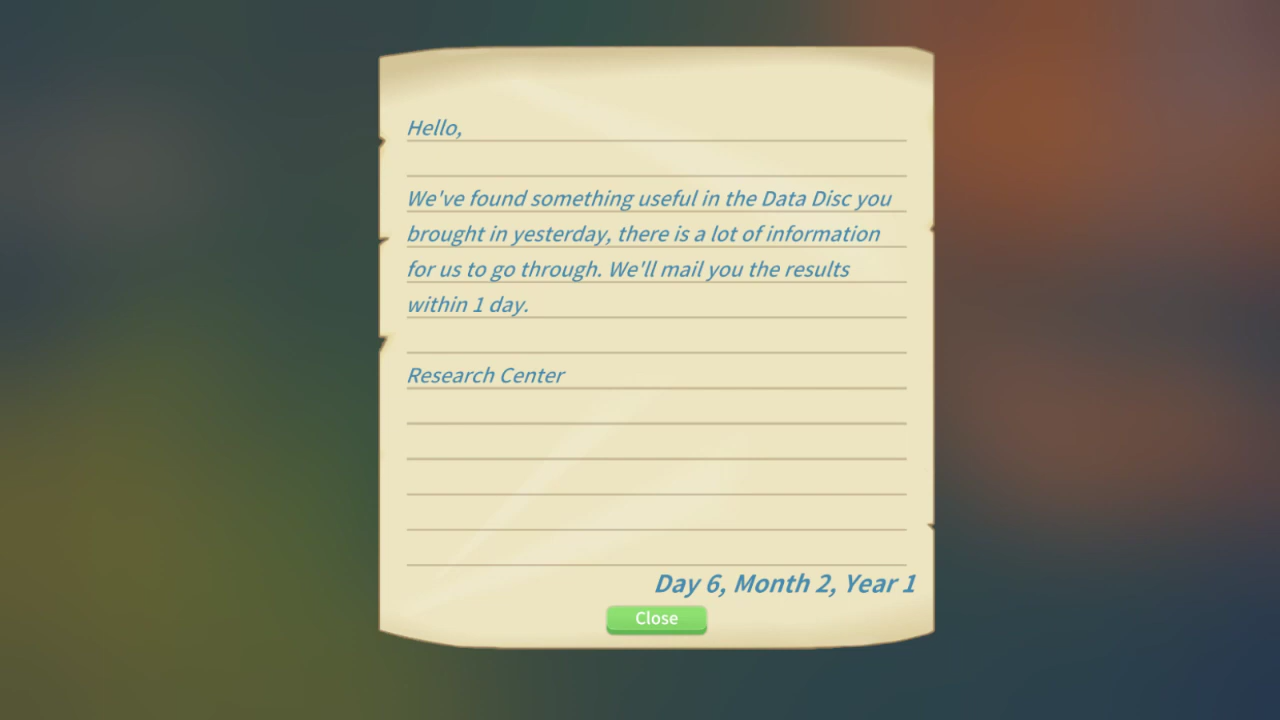 Hello,
We've found something useful in the Data Disc you
brought in yesterday, there is a lot of information
for us to go through. We'll mail you the results
within 1 day.
Research Center
Day 6, Month 2, Year 1
Close